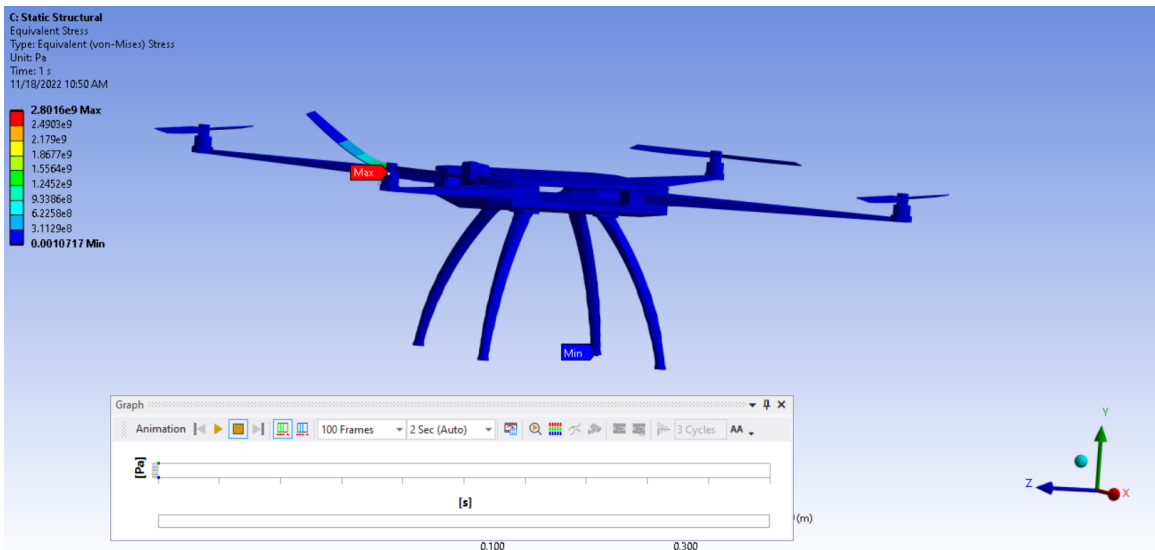 C: Static Structural
Equivalent Stress
Type: Equivalent (von-Mises) Stress
Unit: Pa
Time: 1 s
11/18/2022 10:50 AM
2.8016e9 Max
2.4903e9
2.179e9
1.8677e9
1.5564e9
1.2452e9
9.3386e8
6.2258e8
3.1129e8
0.0010717 Min
Max
Min
Graph
Animation 100 Frames 2 Sec (Auto) 3 Cycles AA
[Pa]
[s]
(m)
0.100 0.300
Y
Z
X